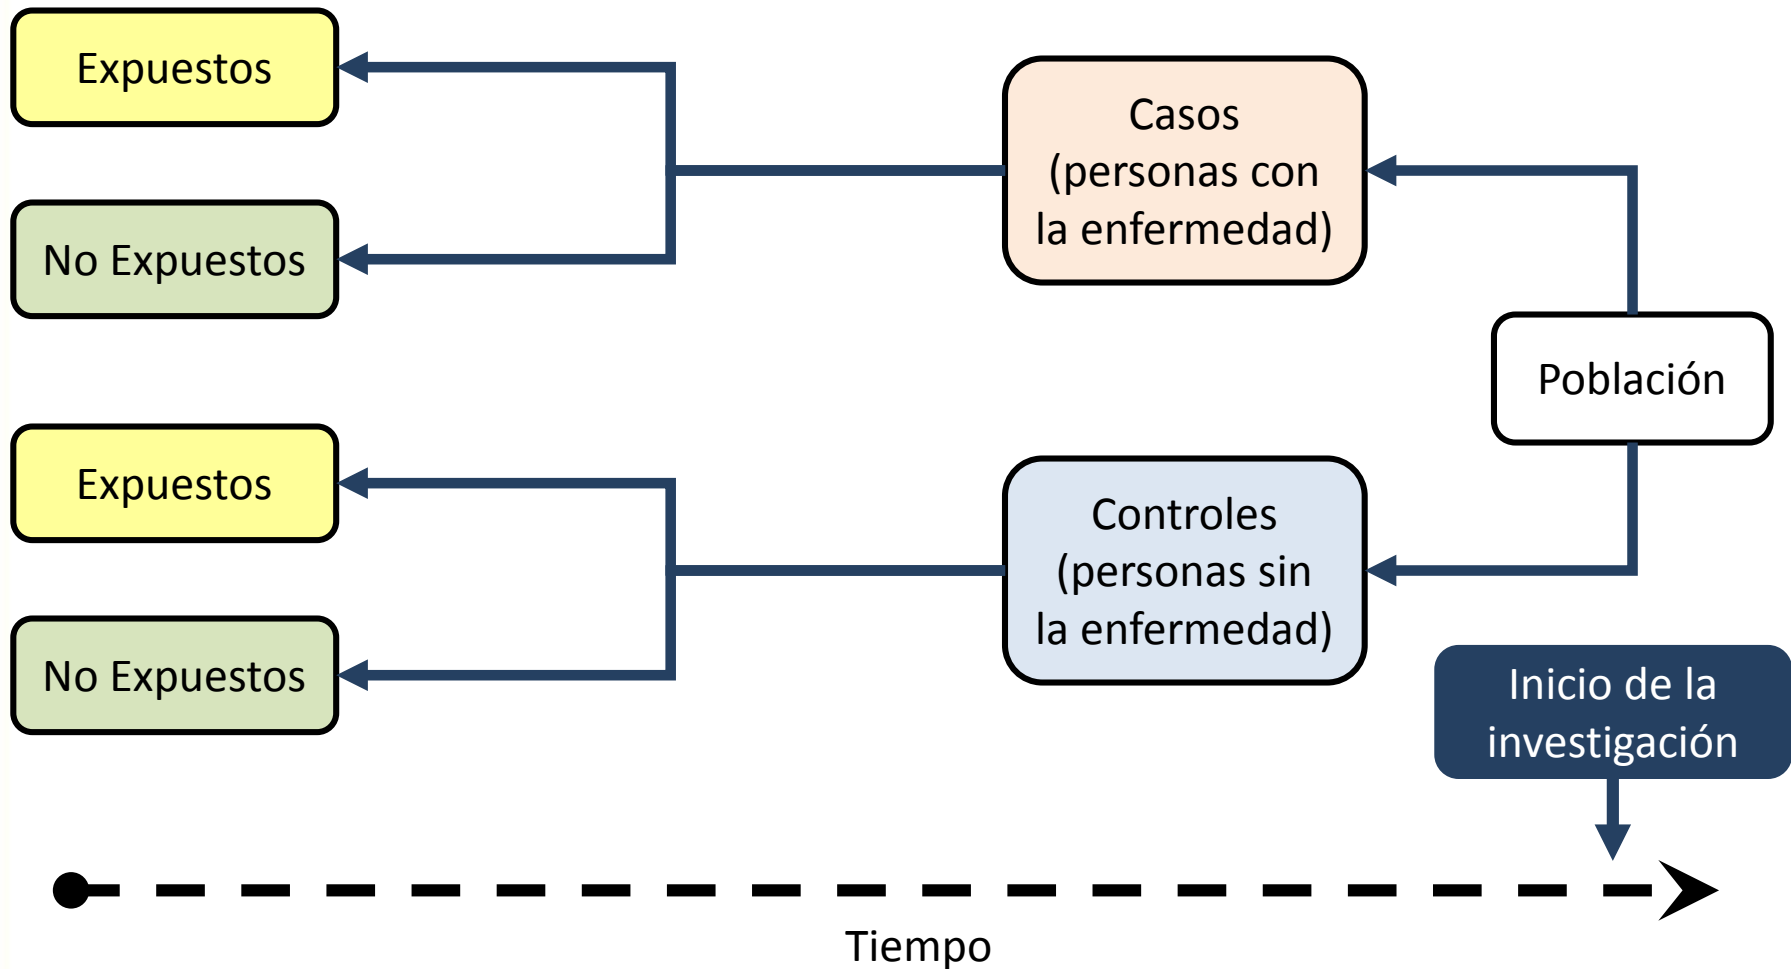 Expuestos
No Expuestos
Casos
(personas con
la enfermedad)
Población
Expuestos
No Expuestos
Controles
(personas sin
la enfermedad)
Inicio de la
investigación
Tiempo